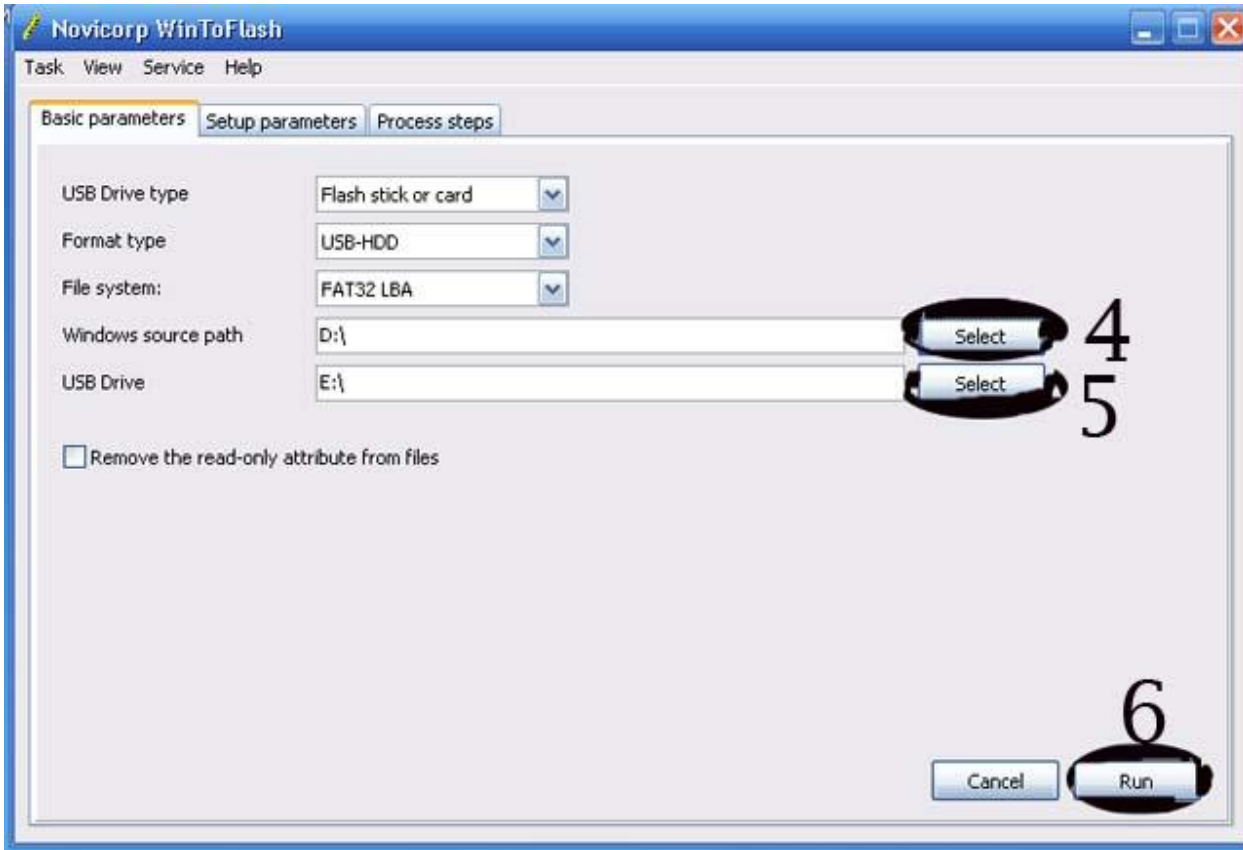 Novicorp WinToFlash
Task View Service Help
Basic parameters Setup parameters Process steps
USB Drive type Flash stick or card
Format type USB-HDD
File system: FAT32 LBA
Windows source path D:\ Select 4
USB Drive E:\ Select 5
Remove the read-only attribute from files
6
Cancel Run